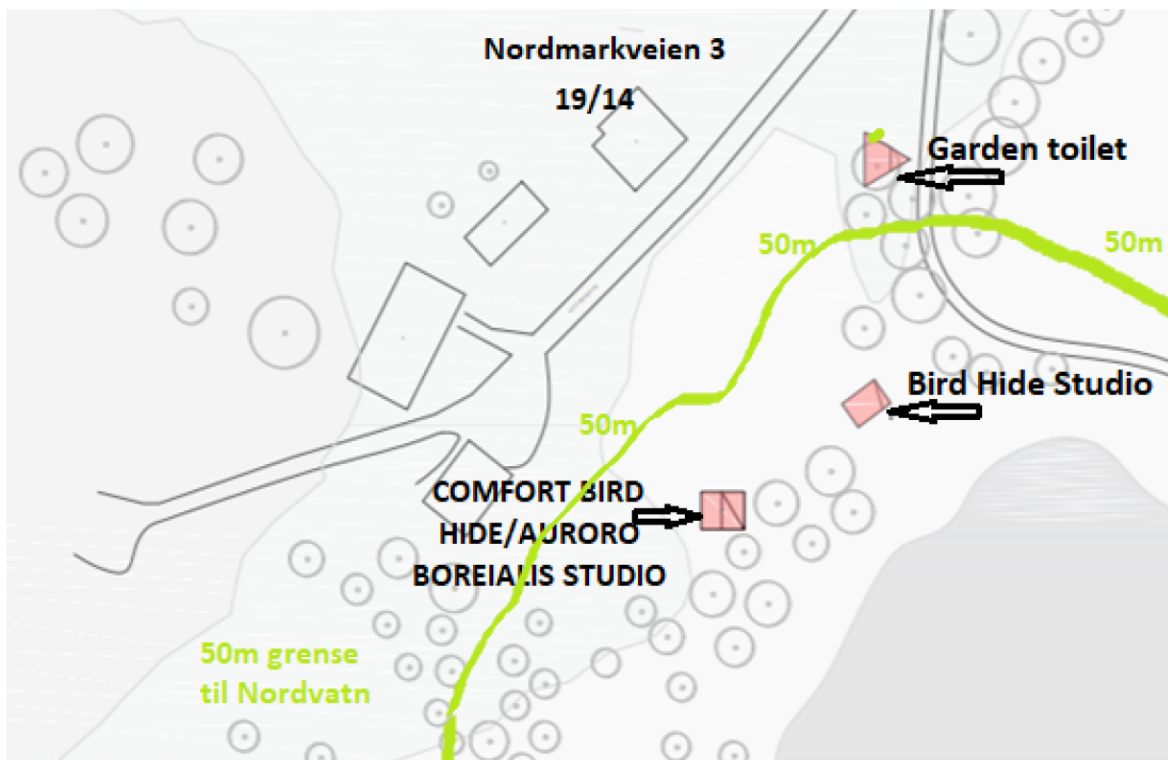 Nordmarkveien 3
19/14
Garden toilet
50m
50m
Bird Hide Studio
50m
COMFORT BIRD
HIDE/AURORO
BOREIALIS STUDIO
50m grense
til Nordvatn